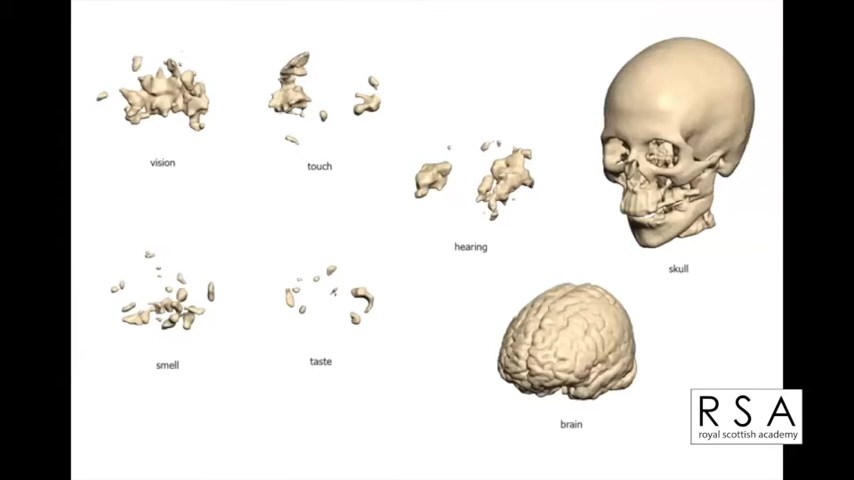 vision
touch
hearing
skull
smell
taste
brain
RSA
royal scottish academy